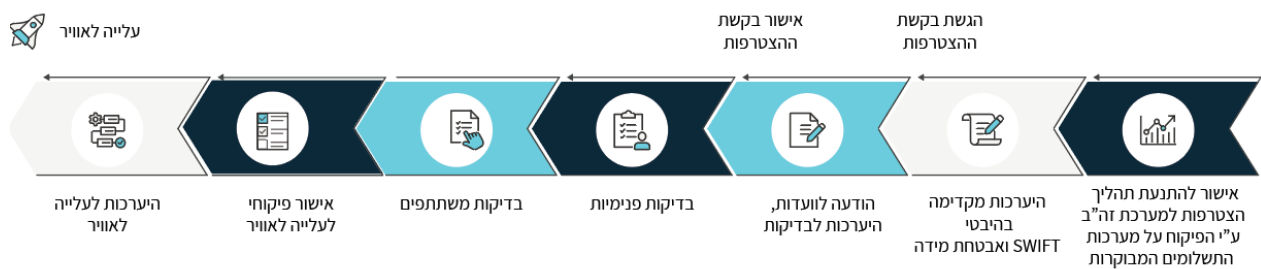 הגשת בקשת
ההצטרפות
אישור בקשת
ההצטרפות
עלייה לאוויר
אישור להתנעת תהליך
הצטרפות למערכת זה"ב
ע"י הפיקוח על מערכות
התשלומים המבוקרות
היערכות מקדימה
בהיבטי
SWIFT ואבטחת מידה
הודעה לוועדות,
היערכות לבדיקות
בדיקות פנימיות
בדיקות משתתפים
אישור פיקוחי
לעלייה לאוויר
היערכות לעלייה
לאוויר